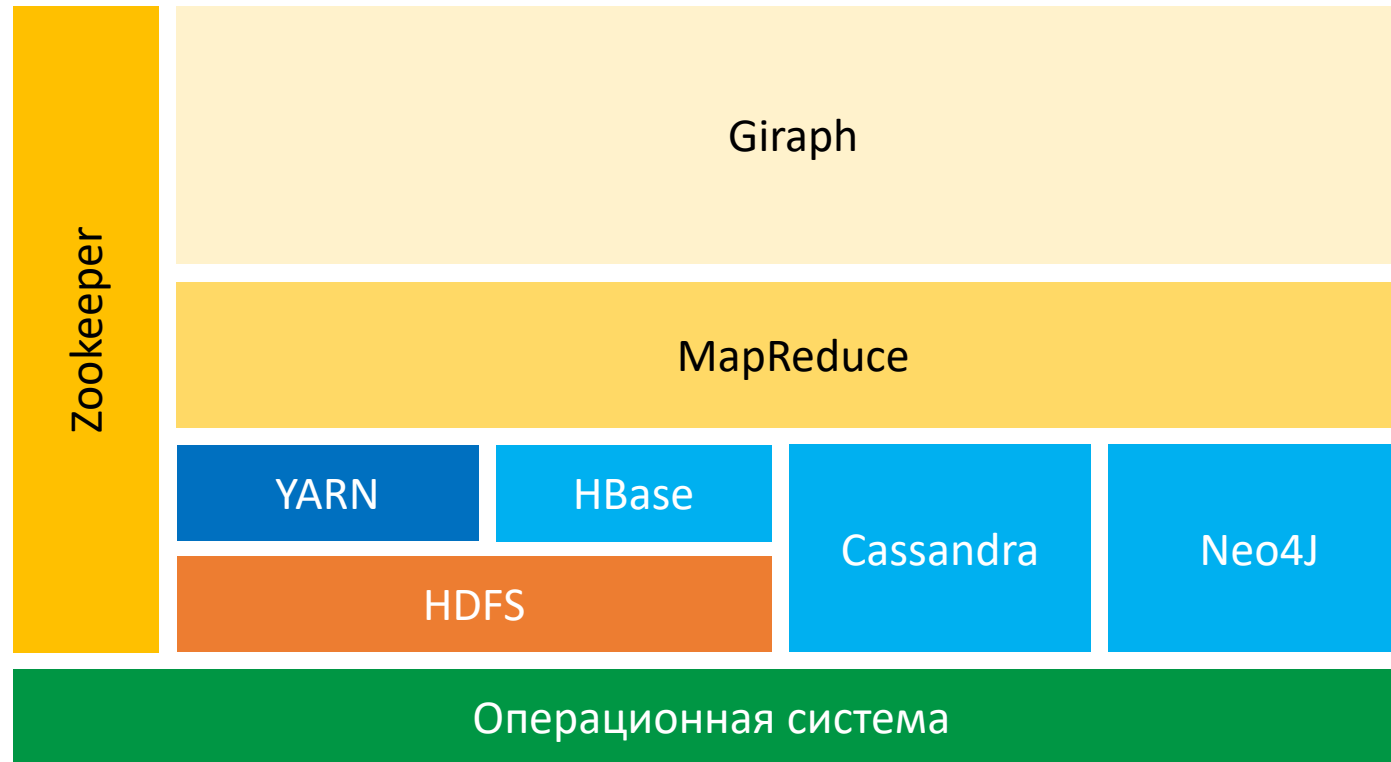 Zookeeper
Giraph
MapReduce
YARN
HBase
Cassandra
Neo4J
HDFS
Операционная система